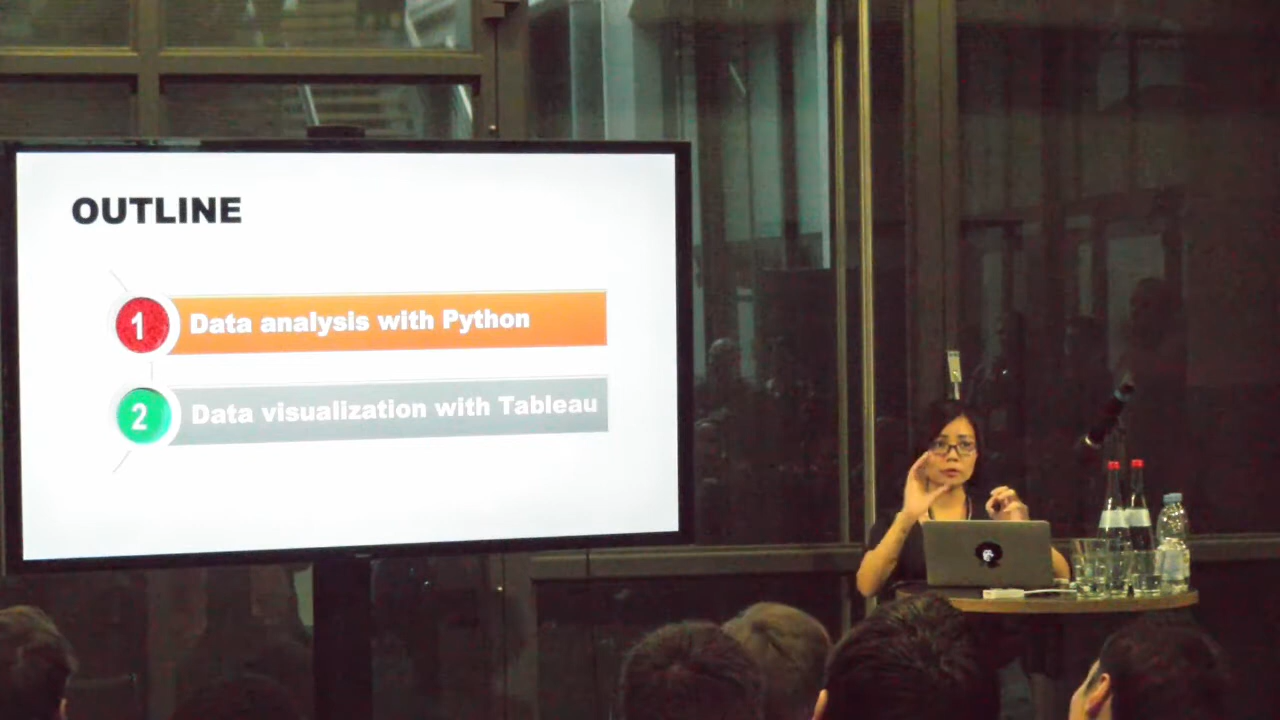 OUTLINE
1 Data analysis with Python
2 Data visualization with Tableau